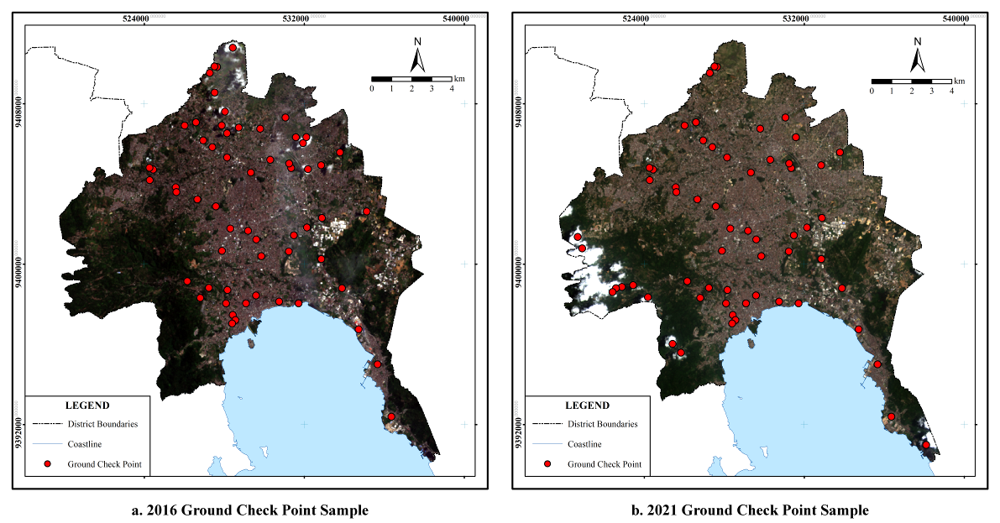 524000 532000 540000
524000 532000 540000
N
N
0 1 2 3 4 km
0 1 2 3 4 km
9408000
9408000
9400000
9400000
9392000
9392000
LEGEND
District Boundaries
Coastline
Ground Check Point
LEGEND
District Boundaries
Coastline
Ground Check Point
a. 2016 Ground Check Point Sample
b. 2021 Ground Check Point Sample